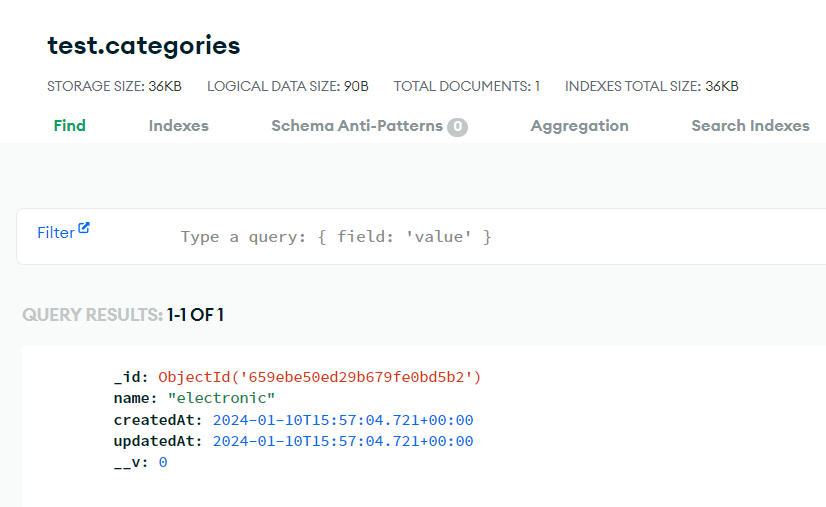 test.categories
STORAGE SIZE: 36KB LOGICAL DATA SIZE: 90B TOTAL DOCUMENTS: 1 INDEXES TOTAL SIZE: 36KB
Find Indexes Schema Anti-Patterns 0 Aggregation Search Indexes
Filter Type a query: { field: 'value' }
QUERY RESULTS: 1-1 OF 1
_id: ObjectId('659ebe50ed29b679fe0bd5b2')
name: "electronic"
createdAt: 2024-01-10T15:57:04.721+00:00
updatedAt: 2024-01-10T15:57:04.721+00:00
__v: 0